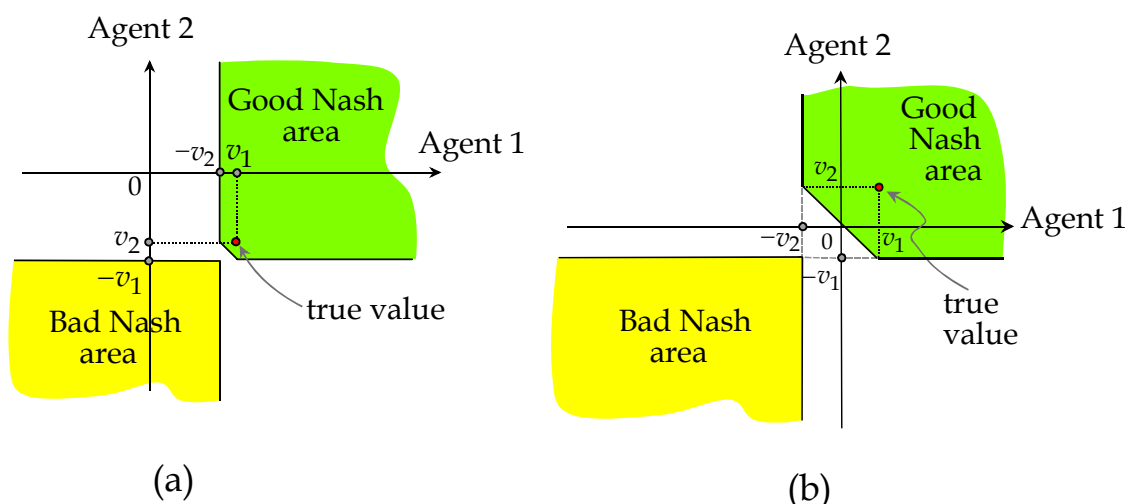 Agent 2
Good Nash
area
−v2 v1
Agent 1
0
v2
−v1
Bad Nash
area
true value
(a)
Agent 2
Good
Nash
area
v2
Agent 1
−v2
0
v1
−v1
Bad Nash
area
true
value
(b)